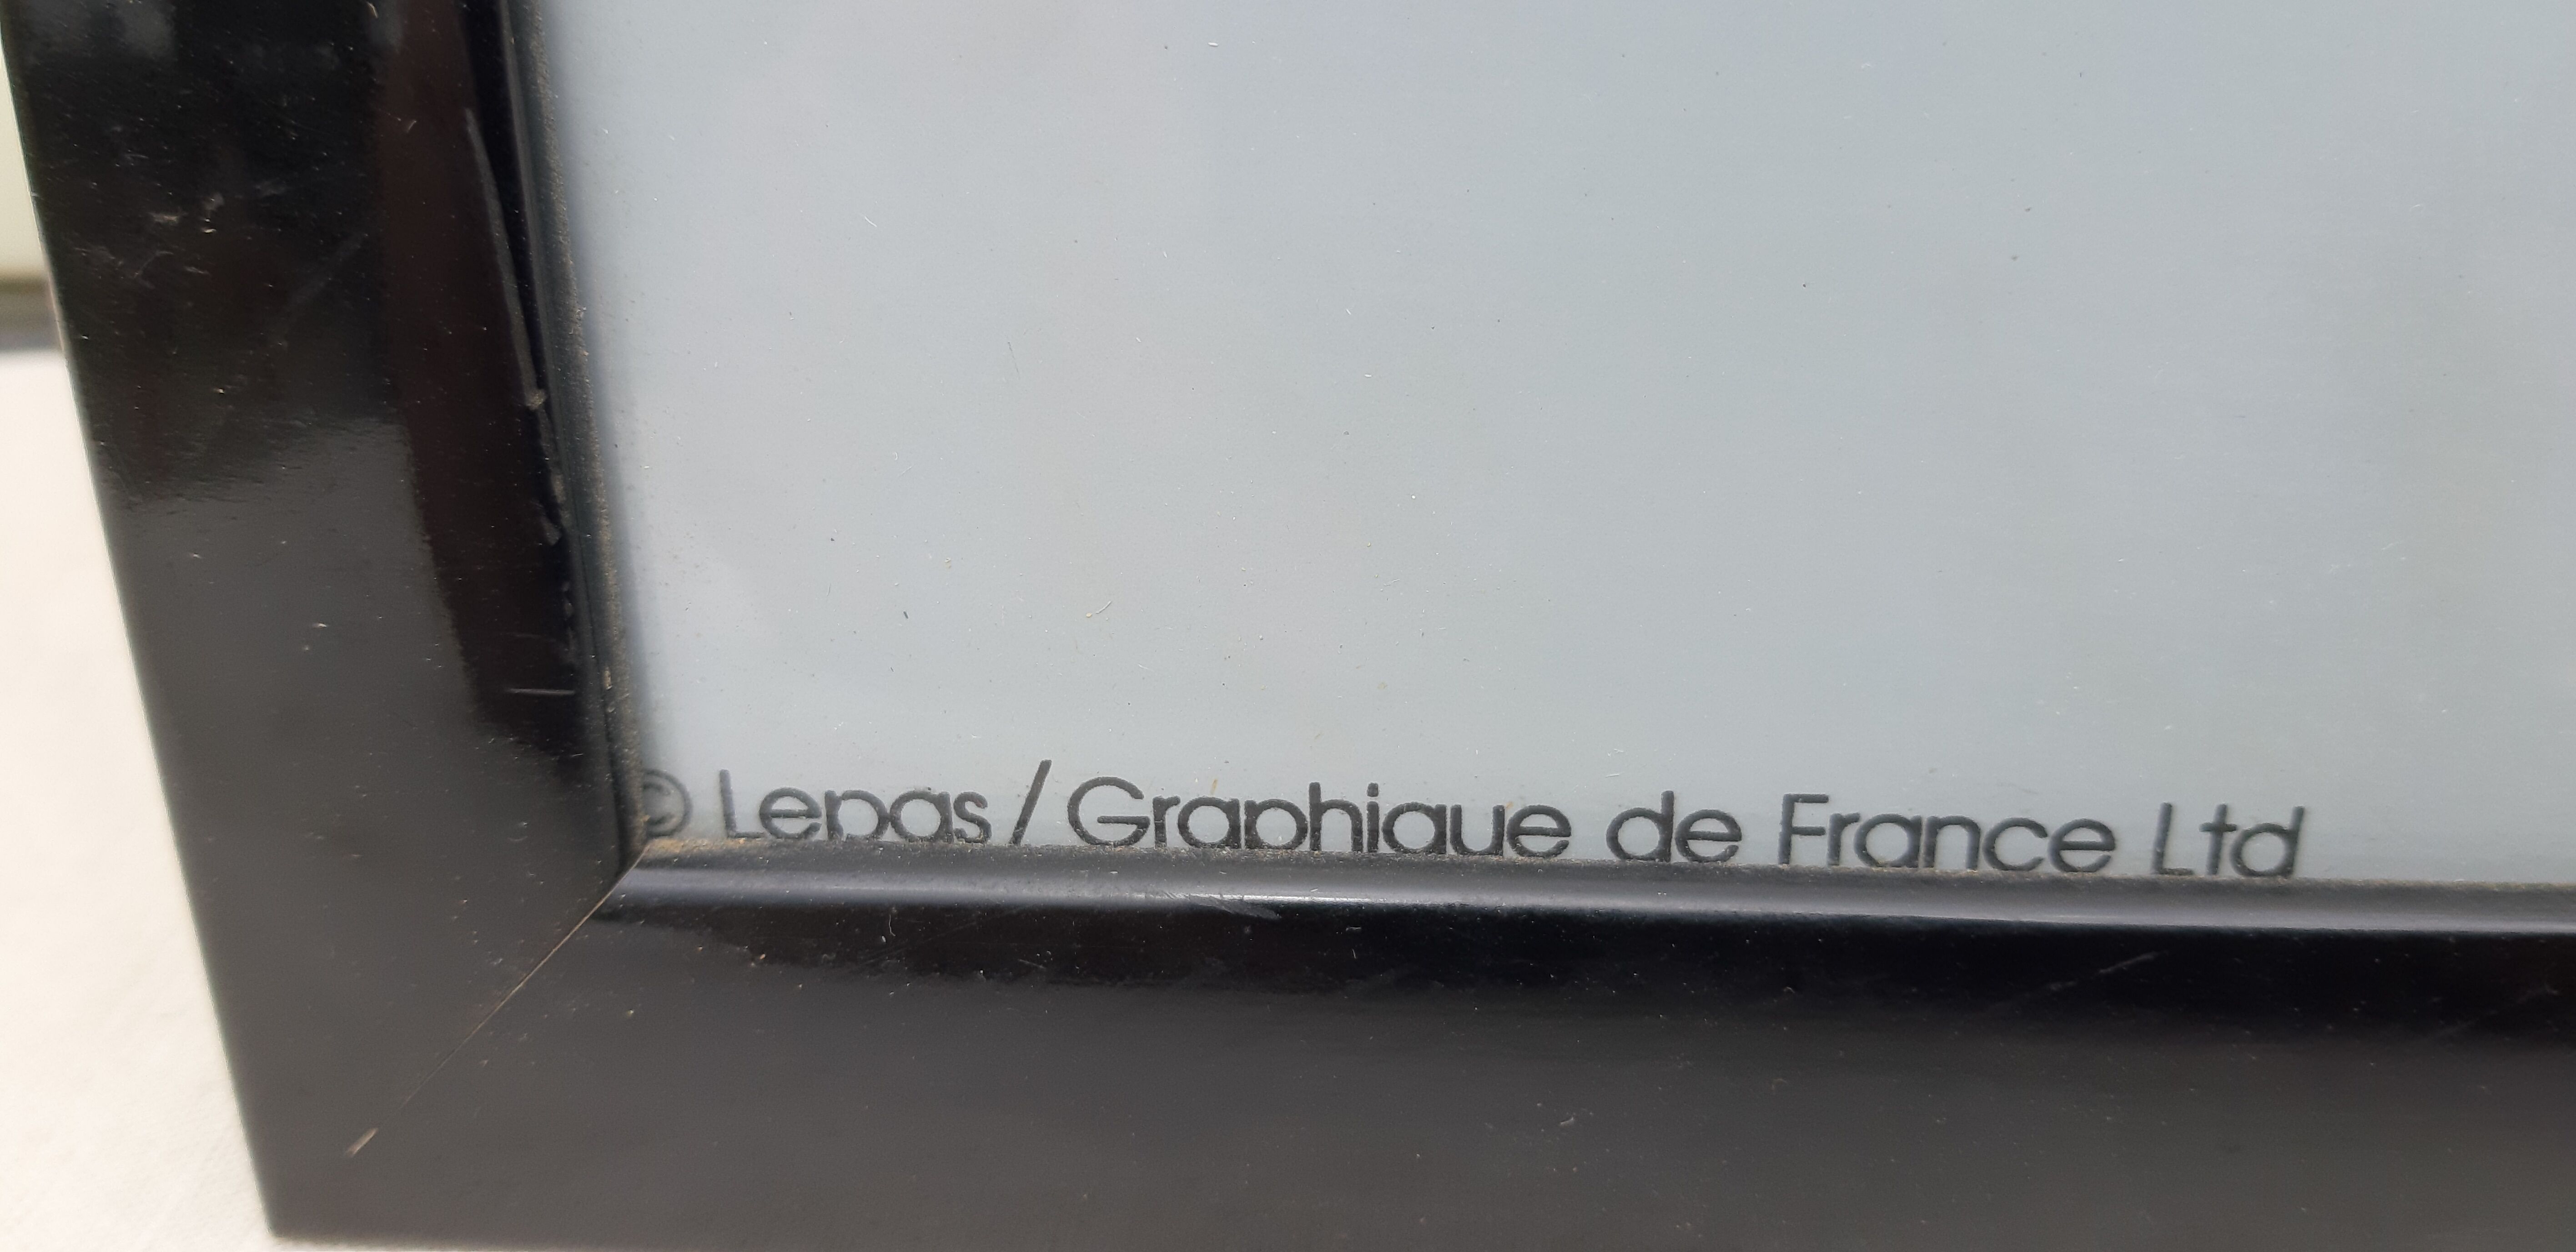 © Lepas / Graphique de France Ltd